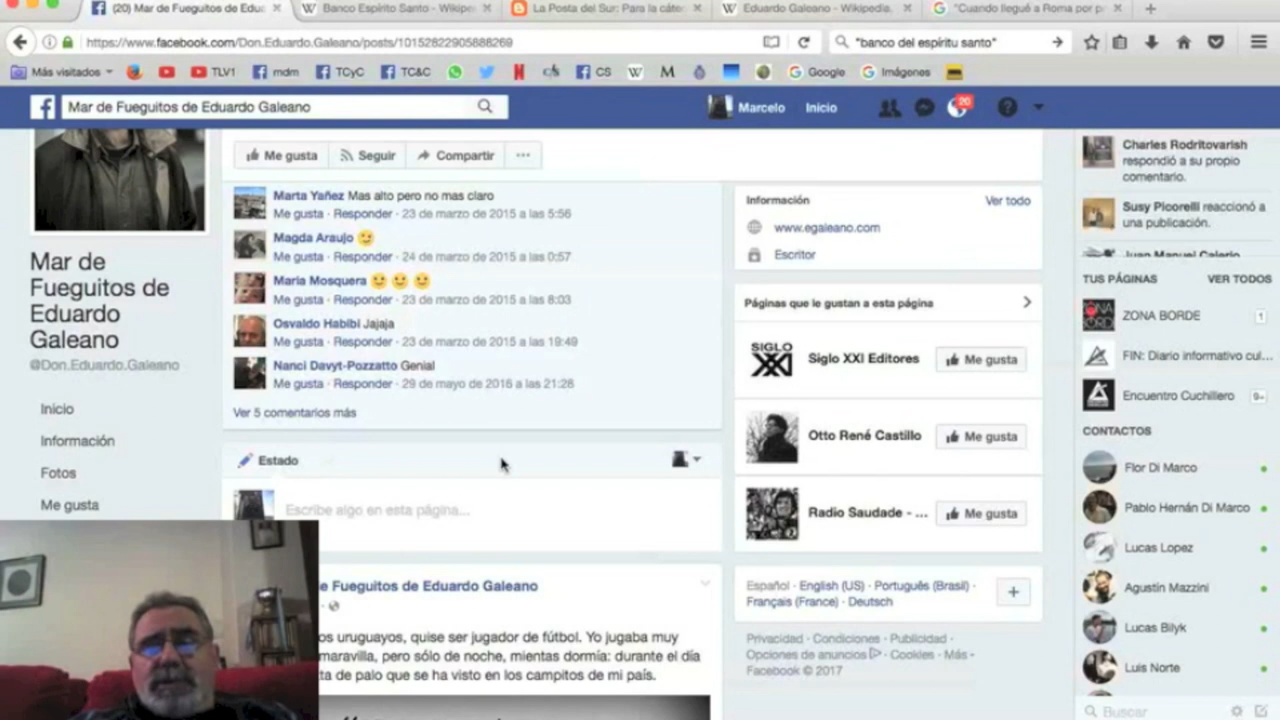 (20) Mar de Fueguitos de Edua
Banco Espírito Santo - Wikipe
La Posta del Sur: Para la cáte
Eduardo Galeano - Wikipedia,
"Cuando llegué a Roma por p
https://www.facebook.com/Don.Eduardo.Galeano/posts/10152822905888269
"banco del espíritu santo"
Más visitados
TLV1
mdm
TCyC
TC&C
CS
Google
Imágenes
Mar de Fueguitos de Eduardo Galeano
Marcelo
Inicio
20
Me gusta
Seguir
Compartir
Marta Yañez Mas alto pero no mas claro
Me gusta · Responder · 23 de marzo de 2015 a las 5:56
Magda Araujo
Me gusta · Responder · 24 de marzo de 2015 a las 0:57
Maria Mosquera
Me gusta · Responder · 23 de marzo de 2015 a las 8:03
Osvaldo Habibi Jajaja
Me gusta · Responder · 23 de marzo de 2015 a las 19:49
Nanci Davyt-Pozzatto Genial
Me gusta · Responder · 29 de mayo de 2016 a las 21:28
Ver 5 comentarios más
Estado
Escribe algo en esta página...
e Fueguitos de Eduardo Galeano
os uruguayos, quise ser jugador de fútbol. Yo jugaba muy
maravilla, pero sólo de noche, mientas dormía: durante el día
ta de palo que se ha visto en los campitos de mi país.
Mar de
Fueguitos de
Eduardo
Galeano
@Don.Eduardo.Galeano
Inicio
Información
Fotos
Me gusta
Información
Ver todo
www.egaleano.com
Escritor
Páginas que le gustan a esta página
SIGLO
XXI
Siglo XXI Editores
Me gusta
Otto René Castillo
Me gusta
Radio Saudade - ...
Me gusta
Español · English (US) · Português (Brasil) ·
Français (France) · Deutsch
Privacidad · Condiciones · Publicidad ·
Opciones de anuncios · Cookies · Más ·
Facebook © 2017
Charles Rodritovarish
respondió a su propio
comentario.
Susy Picorelli reaccionó a
una publicación.
Juan Manuel Calerio
TUS PÁGINAS
VER TODOS
ZONA BORDE
1
FIN: Diario informativo cul...
Encuentro Cuchillero
9+
CONTACTOS
Flor Di Marco
Pablo Hernán Di Marco
Lucas Lopez
Agustin Mazzini
Lucas Bilyk
Luis Norte
Buscar